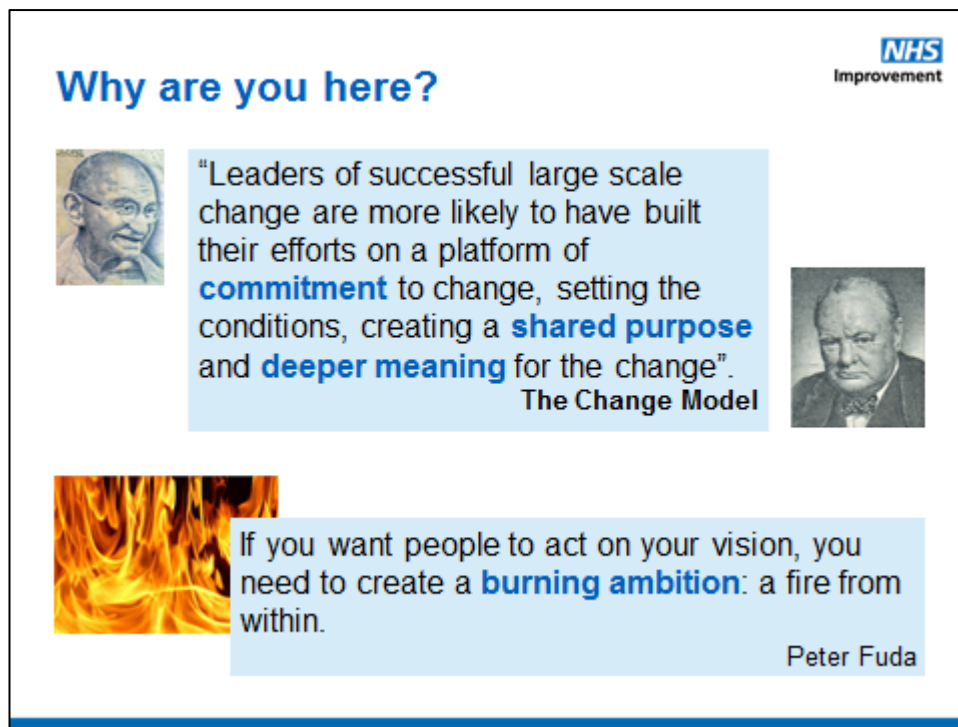 NHS
Improvement
Why are you here?
“Leaders of successful large scale
change are more likely to have built
their efforts on a platform of
commitment to change, setting the
conditions, creating a shared purpose
and deeper meaning for the change”.
The Change Model
If you want people to act on your vision, you
need to create a burning ambition: a fire from
within.
Peter Fuda